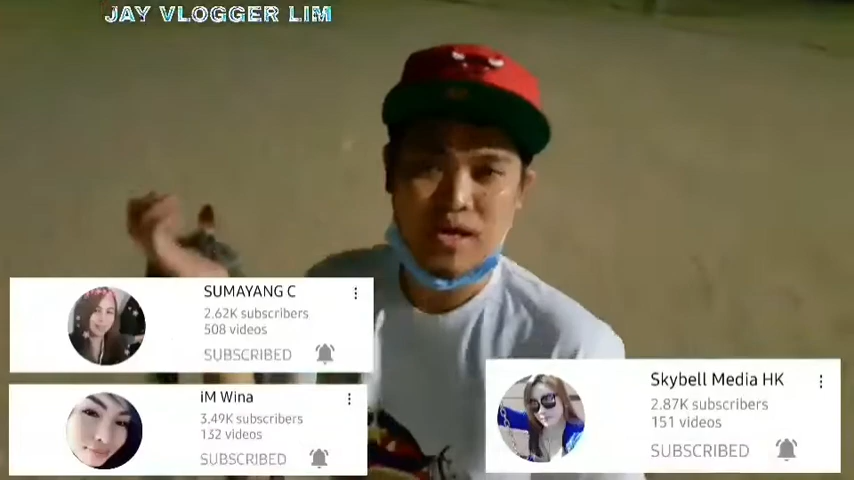 JAY VLOGGER LIM
SUMAYANG C
2.62K subscribers
508 videos
SUBSCRIBED
iM Wina
3.49K subscribers
132 videos
SUBSCRIBED
Skybell Media HK
2.87K subscribers
151 videos
SUBSCRIBED